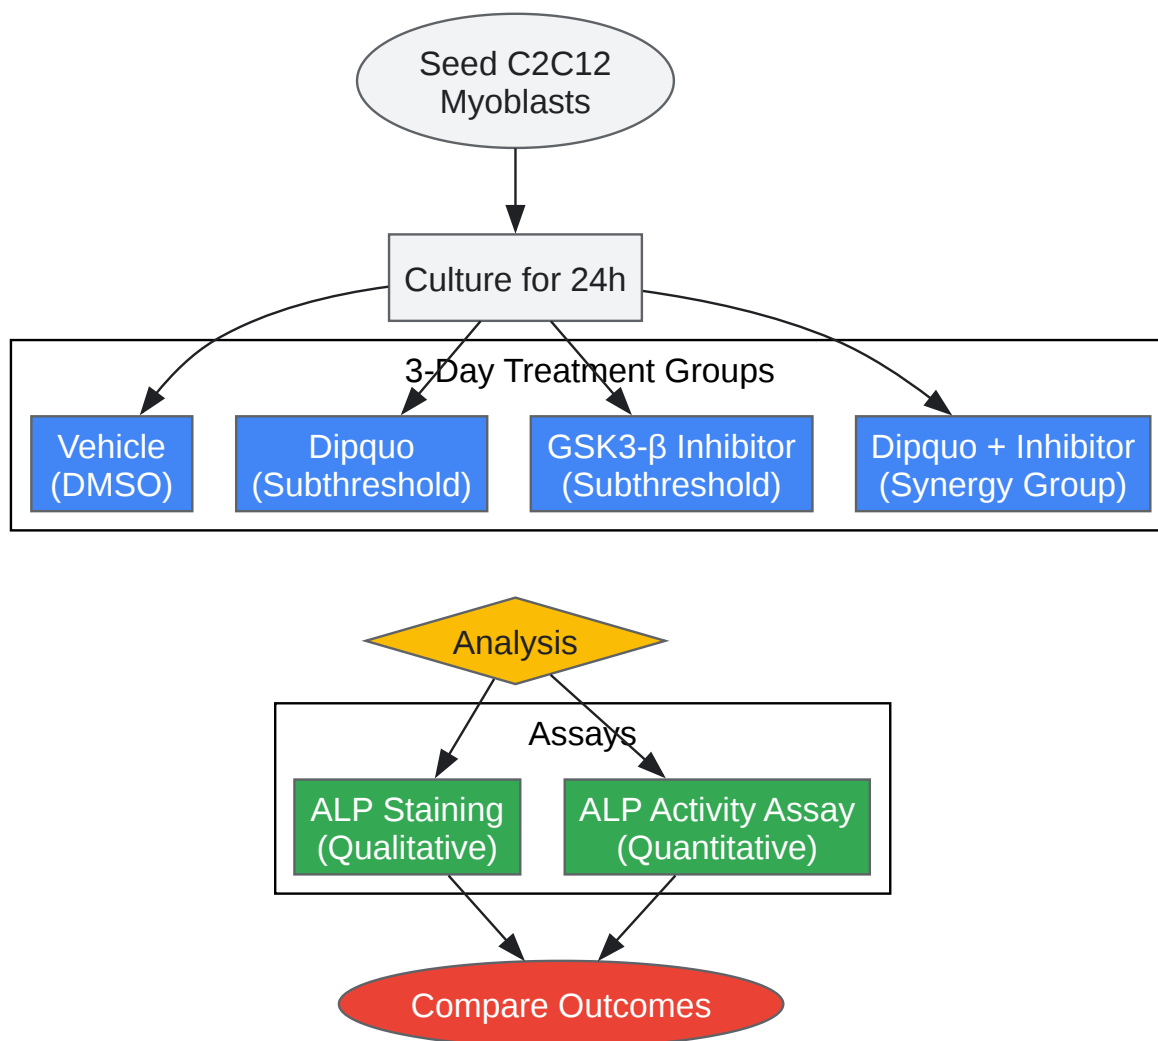 Seed C2C12
Myoblasts
Culture for 24h
3-Day Treatment Groups
Vehicle
(DMSO)
Dipquo
(Subthreshold)
GSK3-β Inhibitor
(Subthreshold)
Dipquo + Inhibitor
(Synergy Group)
Analysis
Assays
ALP Staining
(Qualitative)
ALP Activity Assay
(Quantitative)
Compare Outcomes